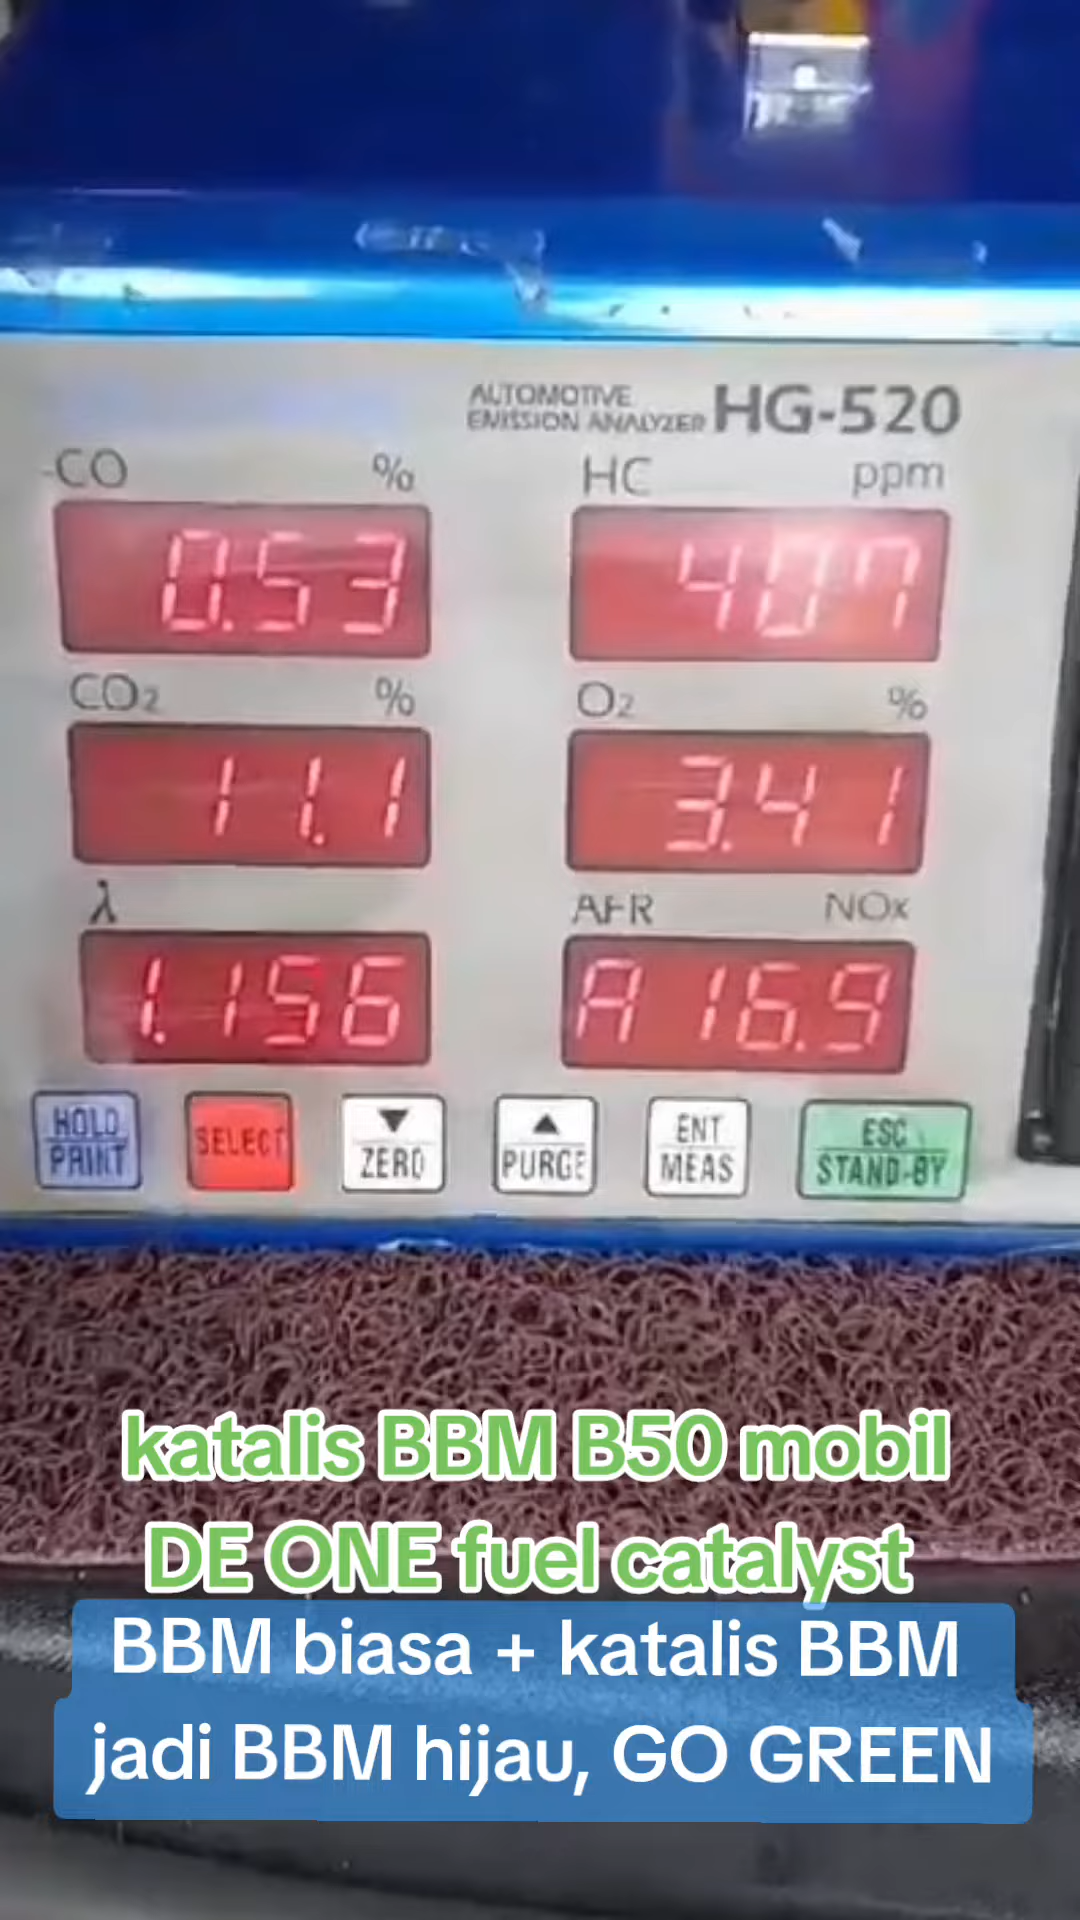 AUTOMOTIVE
EMISSION ANALYZER HG-520
CO % HC ppm
0.53 407
CO2 % O2 %
11.1 3.41
λ AFR NOx
1.156 A 16.9
HOLD PRINT SELECT ▼ ZERO ▲ PURGE ENT MEAS ESC STAND-BY
katalis BBM B50 mobil
DE ONE fuel catalyst
BBM biasa + katalis BBM
jadi BBM hijau, GO GREEN